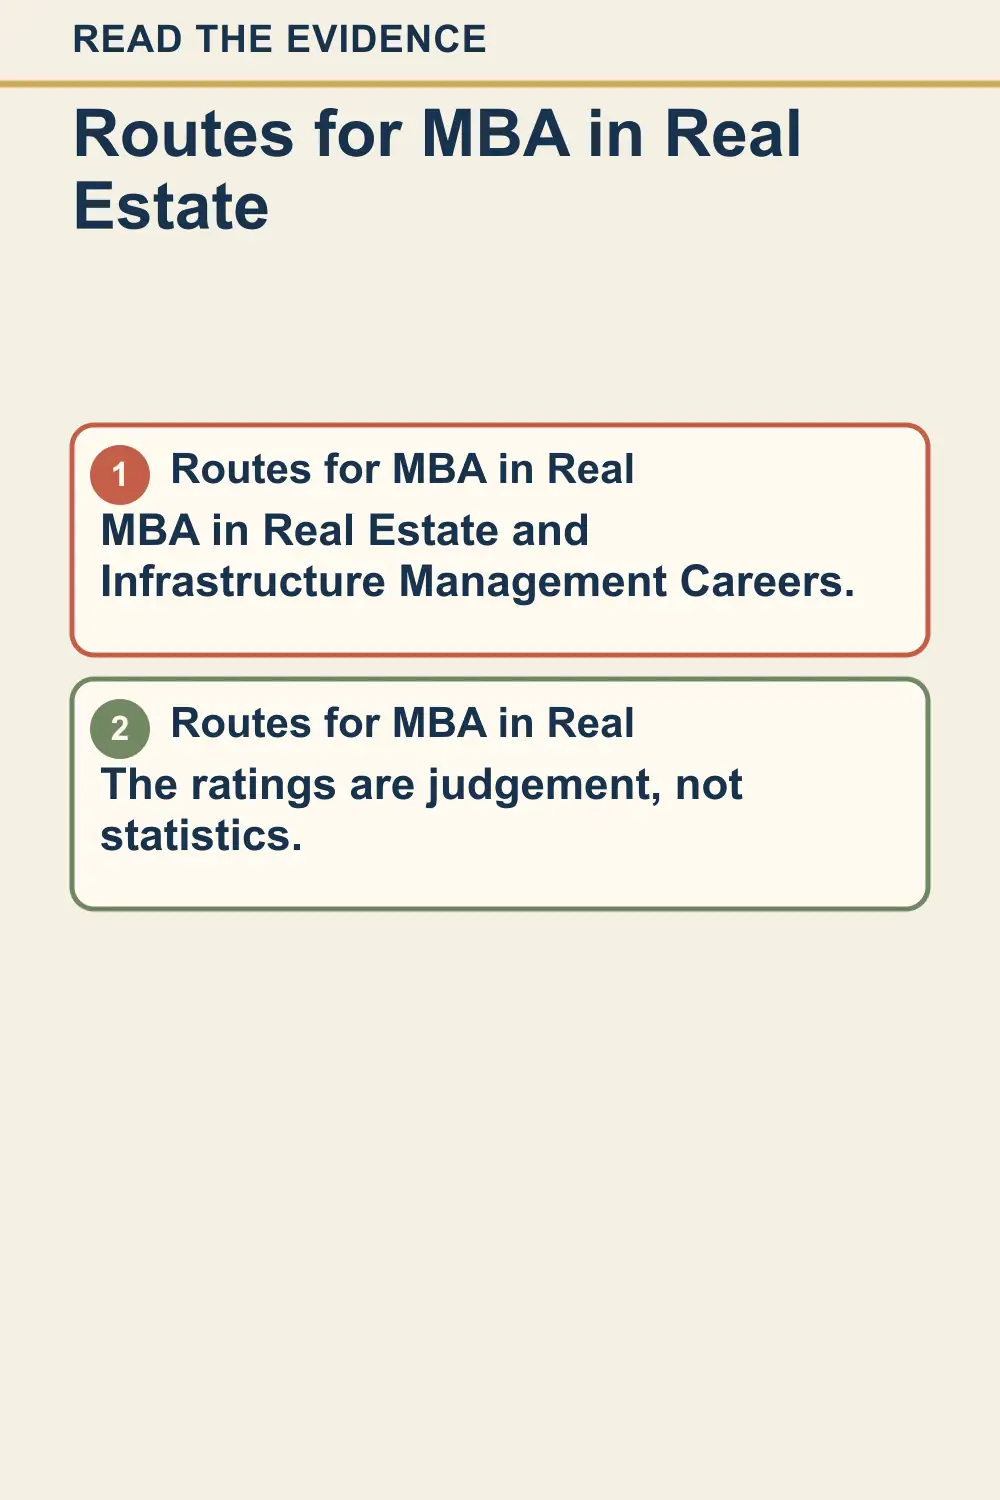 READ THE EVIDENCE
Routes for MBA in Real
Estate
1 Routes for MBA in Real
MBA in Real Estate and
Infrastructure Management Careers.
2 Routes for MBA in Real
The ratings are judgement, not
statistics.